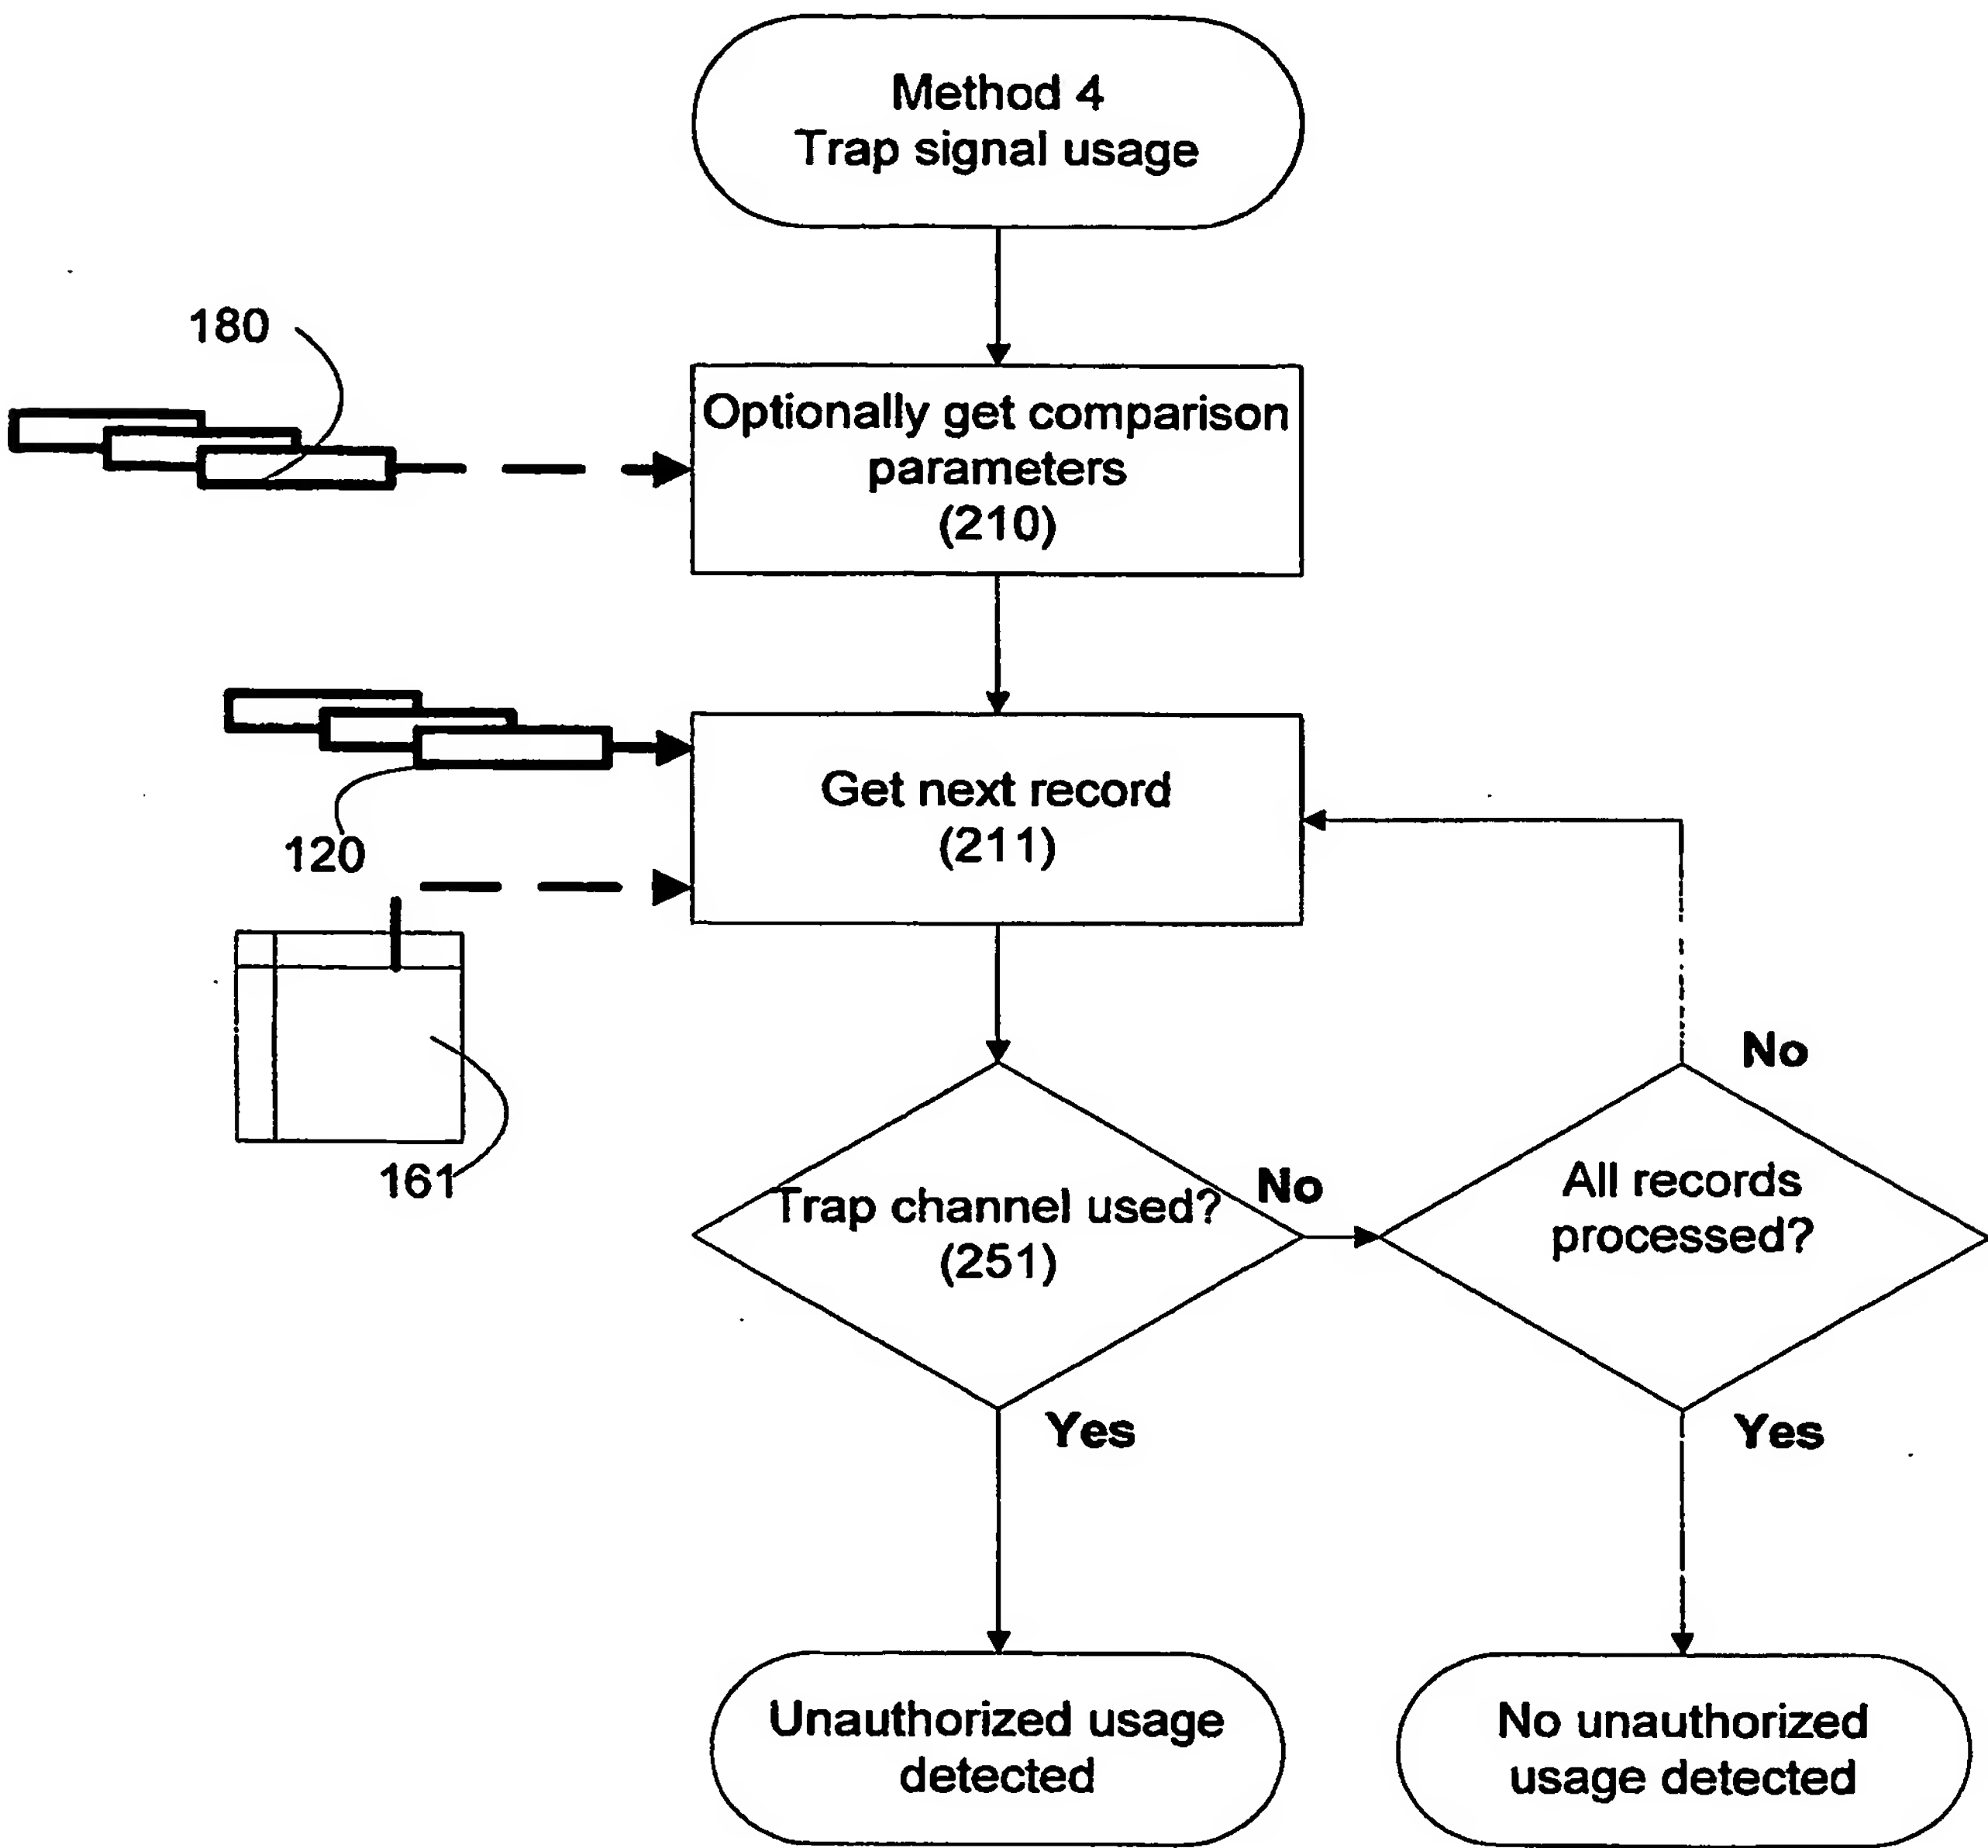 Method 4
Trap signal usage
180
Optionally get comparison
parameters
(210)
Get next record
(211)
120
161
No
Trap channel used?
(251)
No
All records
processed?
Yes
Yes
Unauthorized usage
detected
No unauthorized
usage detected